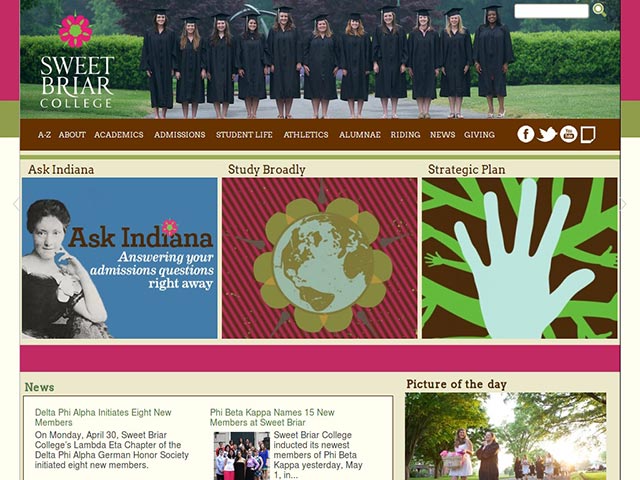 SWEET
BRIAR
COLLEGE
A-Z ABOUT ACADEMICS ADMISSIONS STUDENT LIFE ATHLETICS ALUMNAE RIDING NEWS GIVING
You
Tube
Ask Indiana
Study Broadly
Strategic Plan
Ask Indiana
Answering your
admissions questions
right away
News
Delta Phi Alpha Initiates Eight New
Members
On Monday, April 30, Sweet Briar
College's Lambda Eta Chapter of the
Delta Phi Alpha German Honor Society
initiated eight new members.
Phi Beta Kappa Names 15 New
Members at Sweet Briar
Sweet Briar College
inducted its newest
members of Phi Beta
Kappa yesterday, May
1, in...
Picture of the day